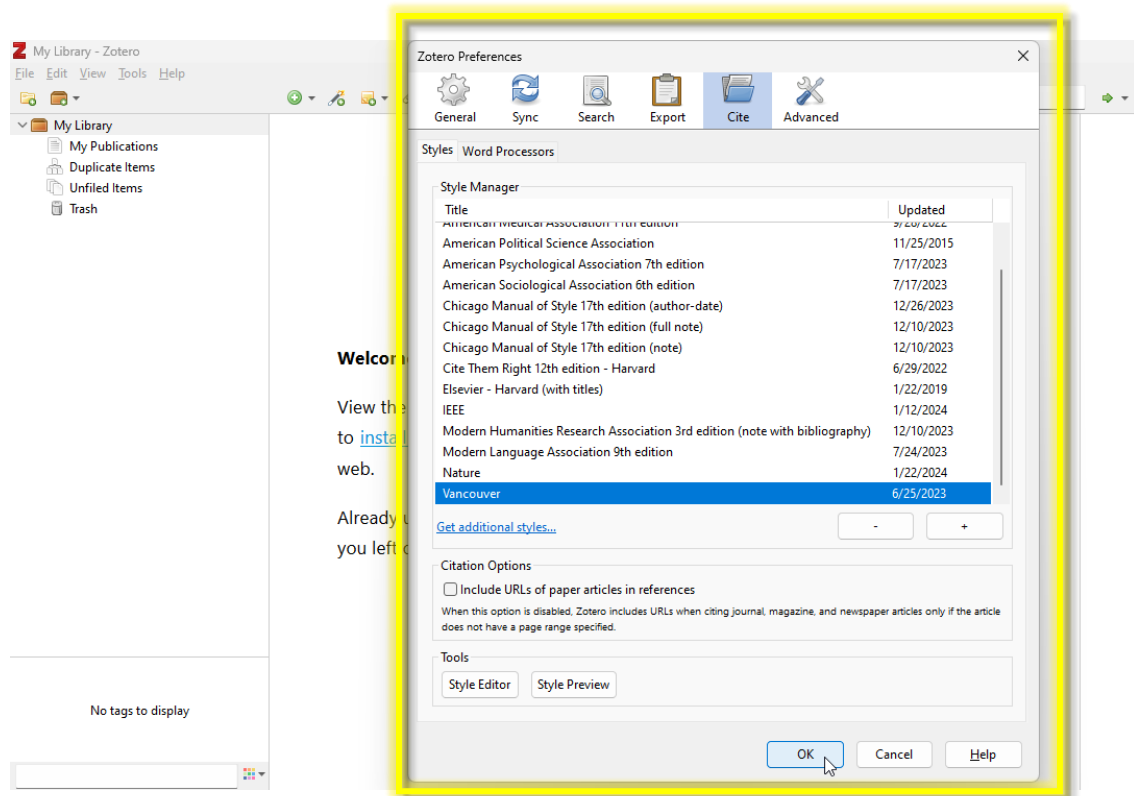 My Library - Zotero
File Edit View Tools Help
My Library
My Publications
Duplicate Items
Unfiled Items
Trash
No tags to display
View the
to
web.
Already
you left
Zotero Preferences
General Sync Search Export Cite Advanced
Styles Word Processors
Style Manager
Title Updated
American Medical Association 11th edition 9/28/2022
American Political Science Association 11/25/2015
American Psychological Association 7th edition 7/17/2023
American Sociological Association 6th edition 7/17/2023
Chicago Manual of Style 17th edition (author-date) 12/26/2023
Chicago Manual of Style 17th edition (full note) 12/10/2023
Chicago Manual of Style 17th edition (note) 12/10/2023
Cite Them Right 12th edition - Harvard 6/29/2022
Elsevier - Harvard (with titles) 1/22/2019
IEEE 1/12/2024
Modern Humanities Research Association 3rd edition (note with bibliography) 12/10/2023
Modern Language Association 9th edition 7/24/2023
Nature 1/22/2024
Vancouver 6/25/2023
Get additional styles...
- +
Citation Options
Include URLs of paper articles in references
When this option is disabled, Zotero includes URLs when citing journal, magazine, and newspaper articles only if the article
does not have a page range specified.
Tools
Style Editor Style Preview
OK Cancel Help